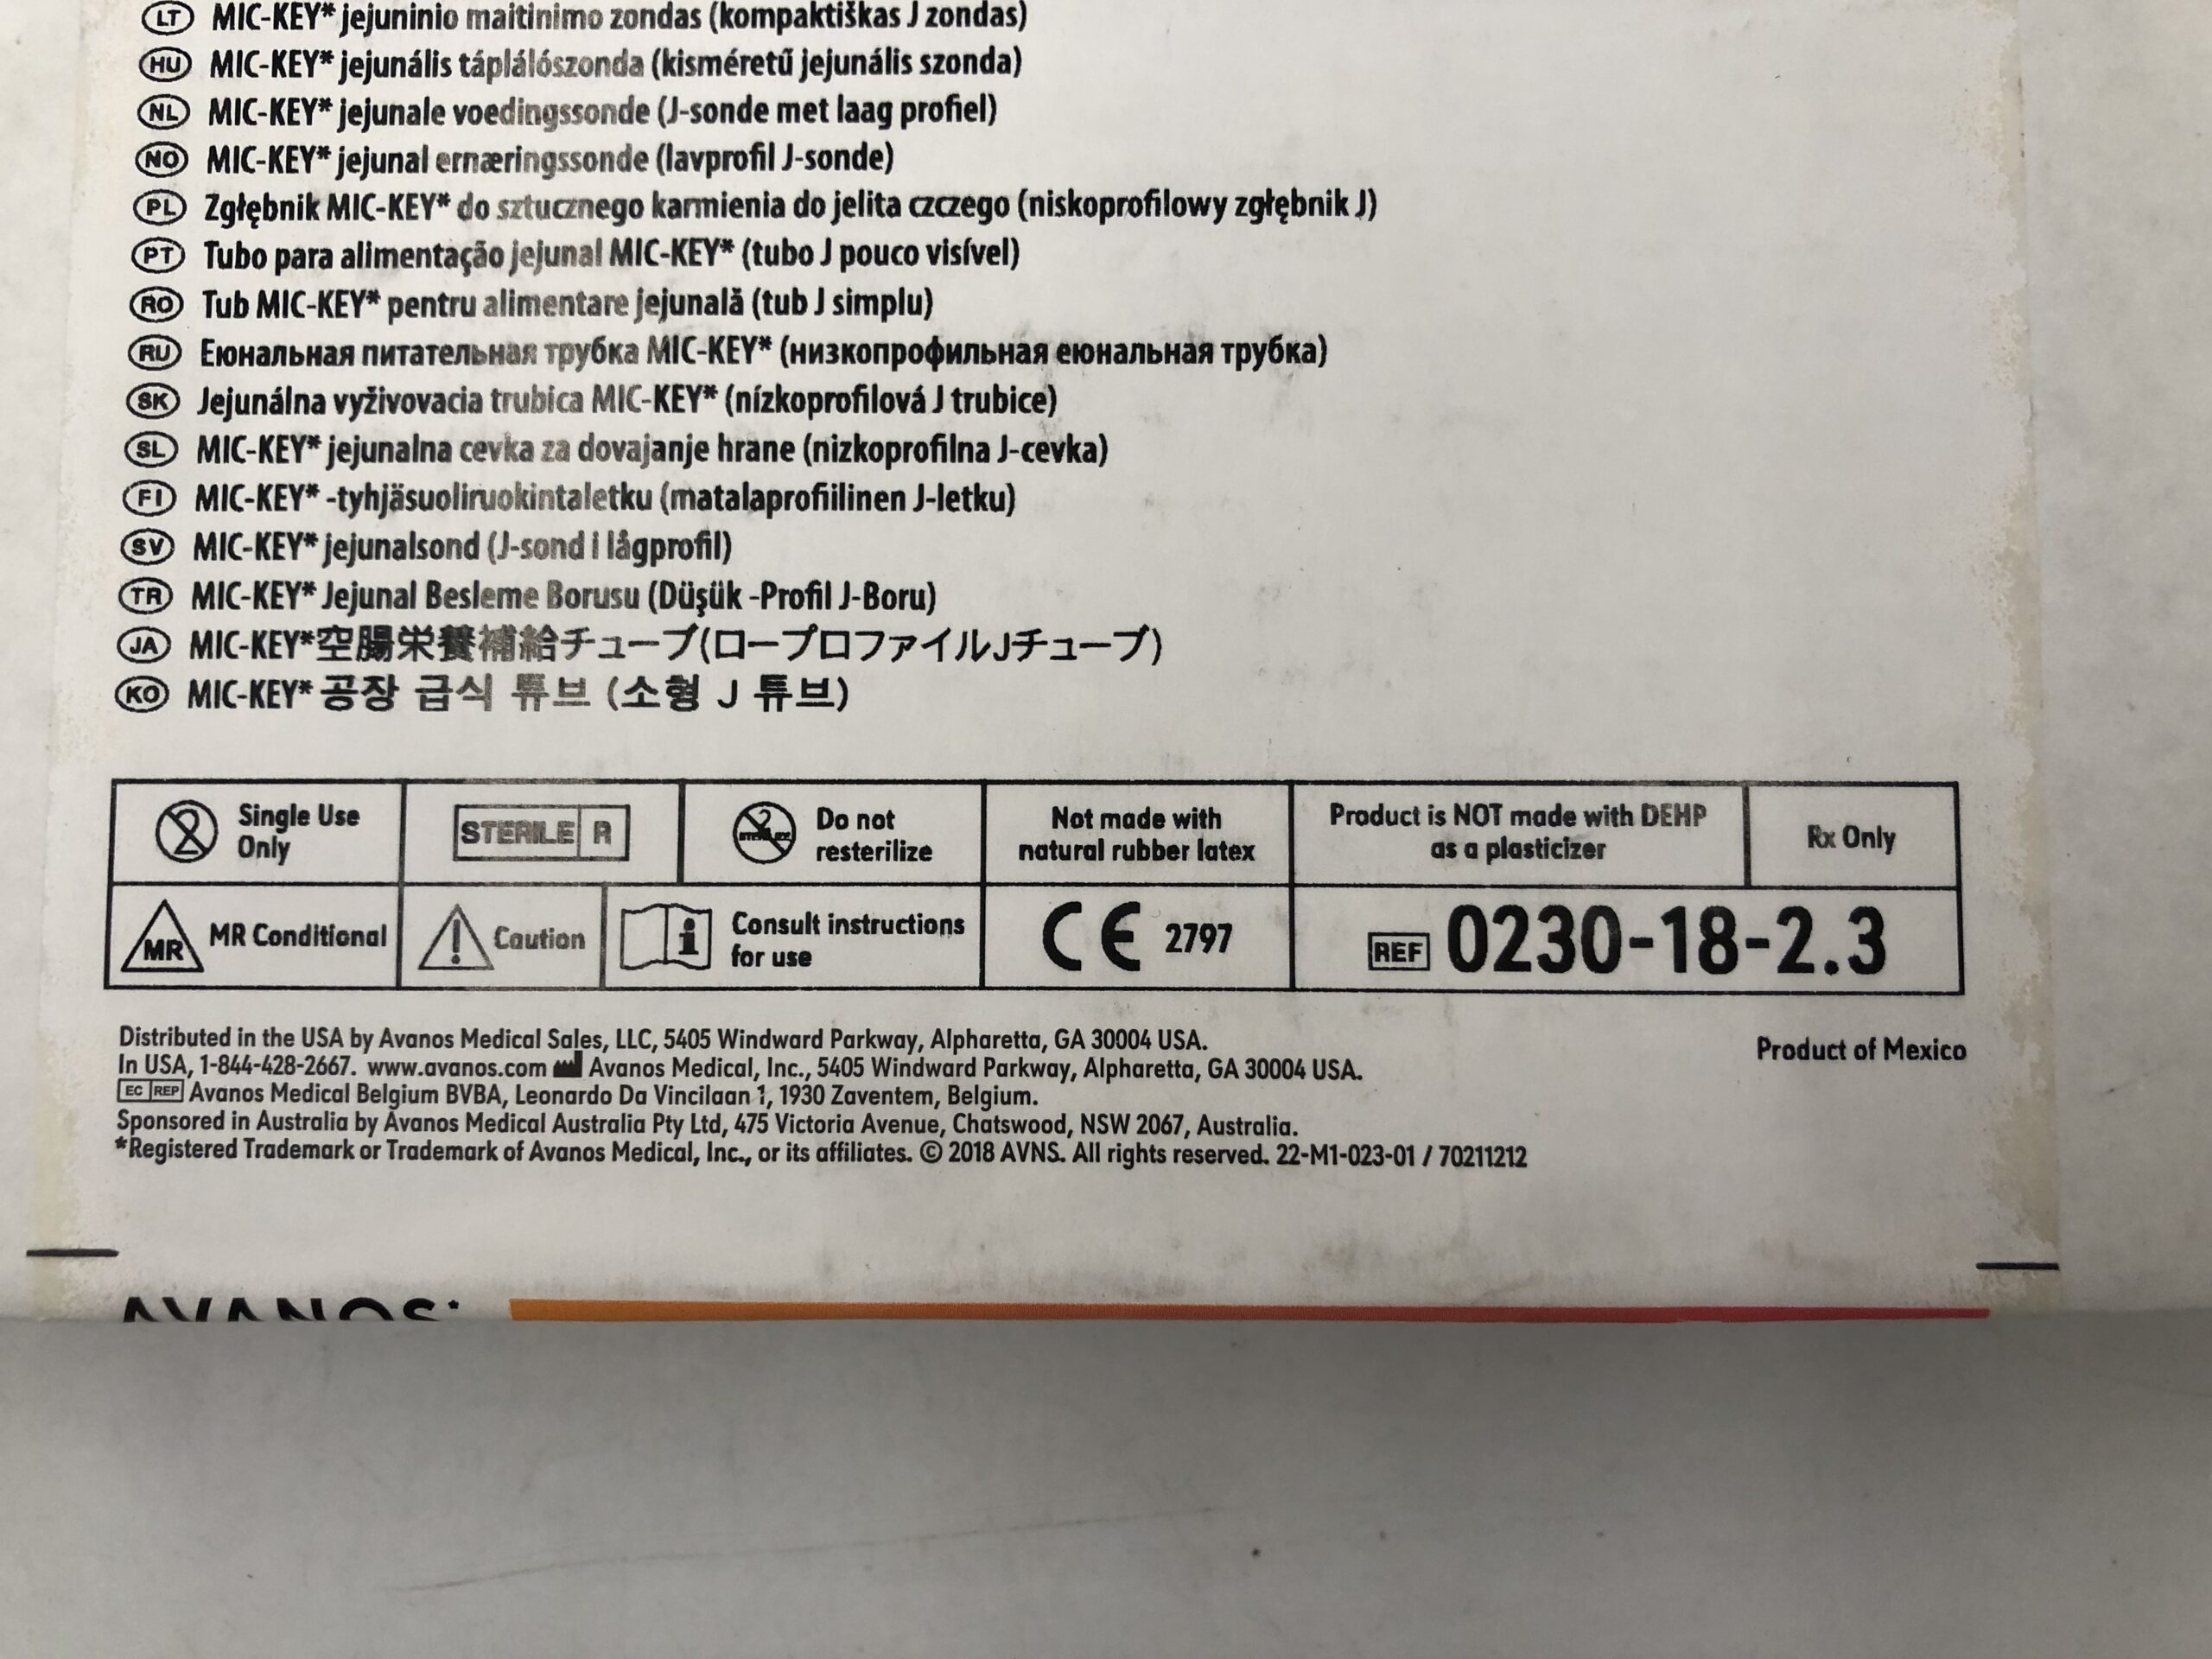 LT MIC-KEY* jejuninio maitinimo zondas (kompaktiškas J zondas)
HU MIC-KEY* jejunális táplálószonda (kisméretű jejunális szonda)
NL MIC-KEY* jejunale voedingssonde (J-sonde met laag profiel)
NO MIC-KEY* jejunal ernæringssonde (lavprofil J-sonde)
PL Zgłębnik MIC-KEY* do sztucznego karmienia do jelita czczego (niskoprofilowy zgłębnik J)
PT Tubo para alimentação jejunal MIC-KEY* (tubo J pouco visível)
RO Tub MIC-KEY* pentru alimentare jejunală (tub J simplu)
RU Еюнальная питательная трубка MIC-KEY* (низкопрофильная еюнальная трубка)
SK Jejunálna vyživovacia trubica MIC-KEY* (nízkoprofilová J trubice)
SL MIC-KEY* jejunalna cevka za dovajanje hrane (nizkoprofilna J-cevka)
FI MIC-KEY* -tyhjäsuoliruokintaletku (matalaprofiilinen J-letku)
SV MIC-KEY* jejunalsond (J-sond i lågprofil)
TR MIC-KEY* Jejunal Besleme Borusu (Düşük -Profil J-Boru)
JA MIC-KEY*空腸栄養補給チューブ(ロープロファイルJチューブ)
KO MIC-KEY* 공장 급식 튜브 (소형 J 튜브)
2 Single Use
Only
STERILE R
Do not
resterilize
Not made with
natural rubber latex
Product is NOT made with DEHP
as a plasticizer
Rx Only
MR MR Conditional
! Caution
i Consult instructions
for use
CE 2797
REF 0230-18-2.3
Distributed in the USA by Avanos Medical Sales, LLC, 5405 Windward Parkway, Alpharetta, GA 30004 USA.
In USA, 1-844-428-2667. www.avanos.com Avanos Medical, Inc., 5405 Windward Parkway, Alpharetta, GA 30004 USA.
EC REP Avanos Medical Belgium BVBA, Leonardo Da Vincilaan 1, 1930 Zaventem, Belgium.
Sponsored in Australia by Avanos Medical Australia Pty Ltd, 475 Victoria Avenue, Chatswood, NSW 2067, Australia.
*Registered Trademark or Trademark of Avanos Medical, Inc., or its affiliates. © 2018 AVNS. All rights reserved. 22-M1-023-01 / 70211212
Product of Mexico
AVANOS*